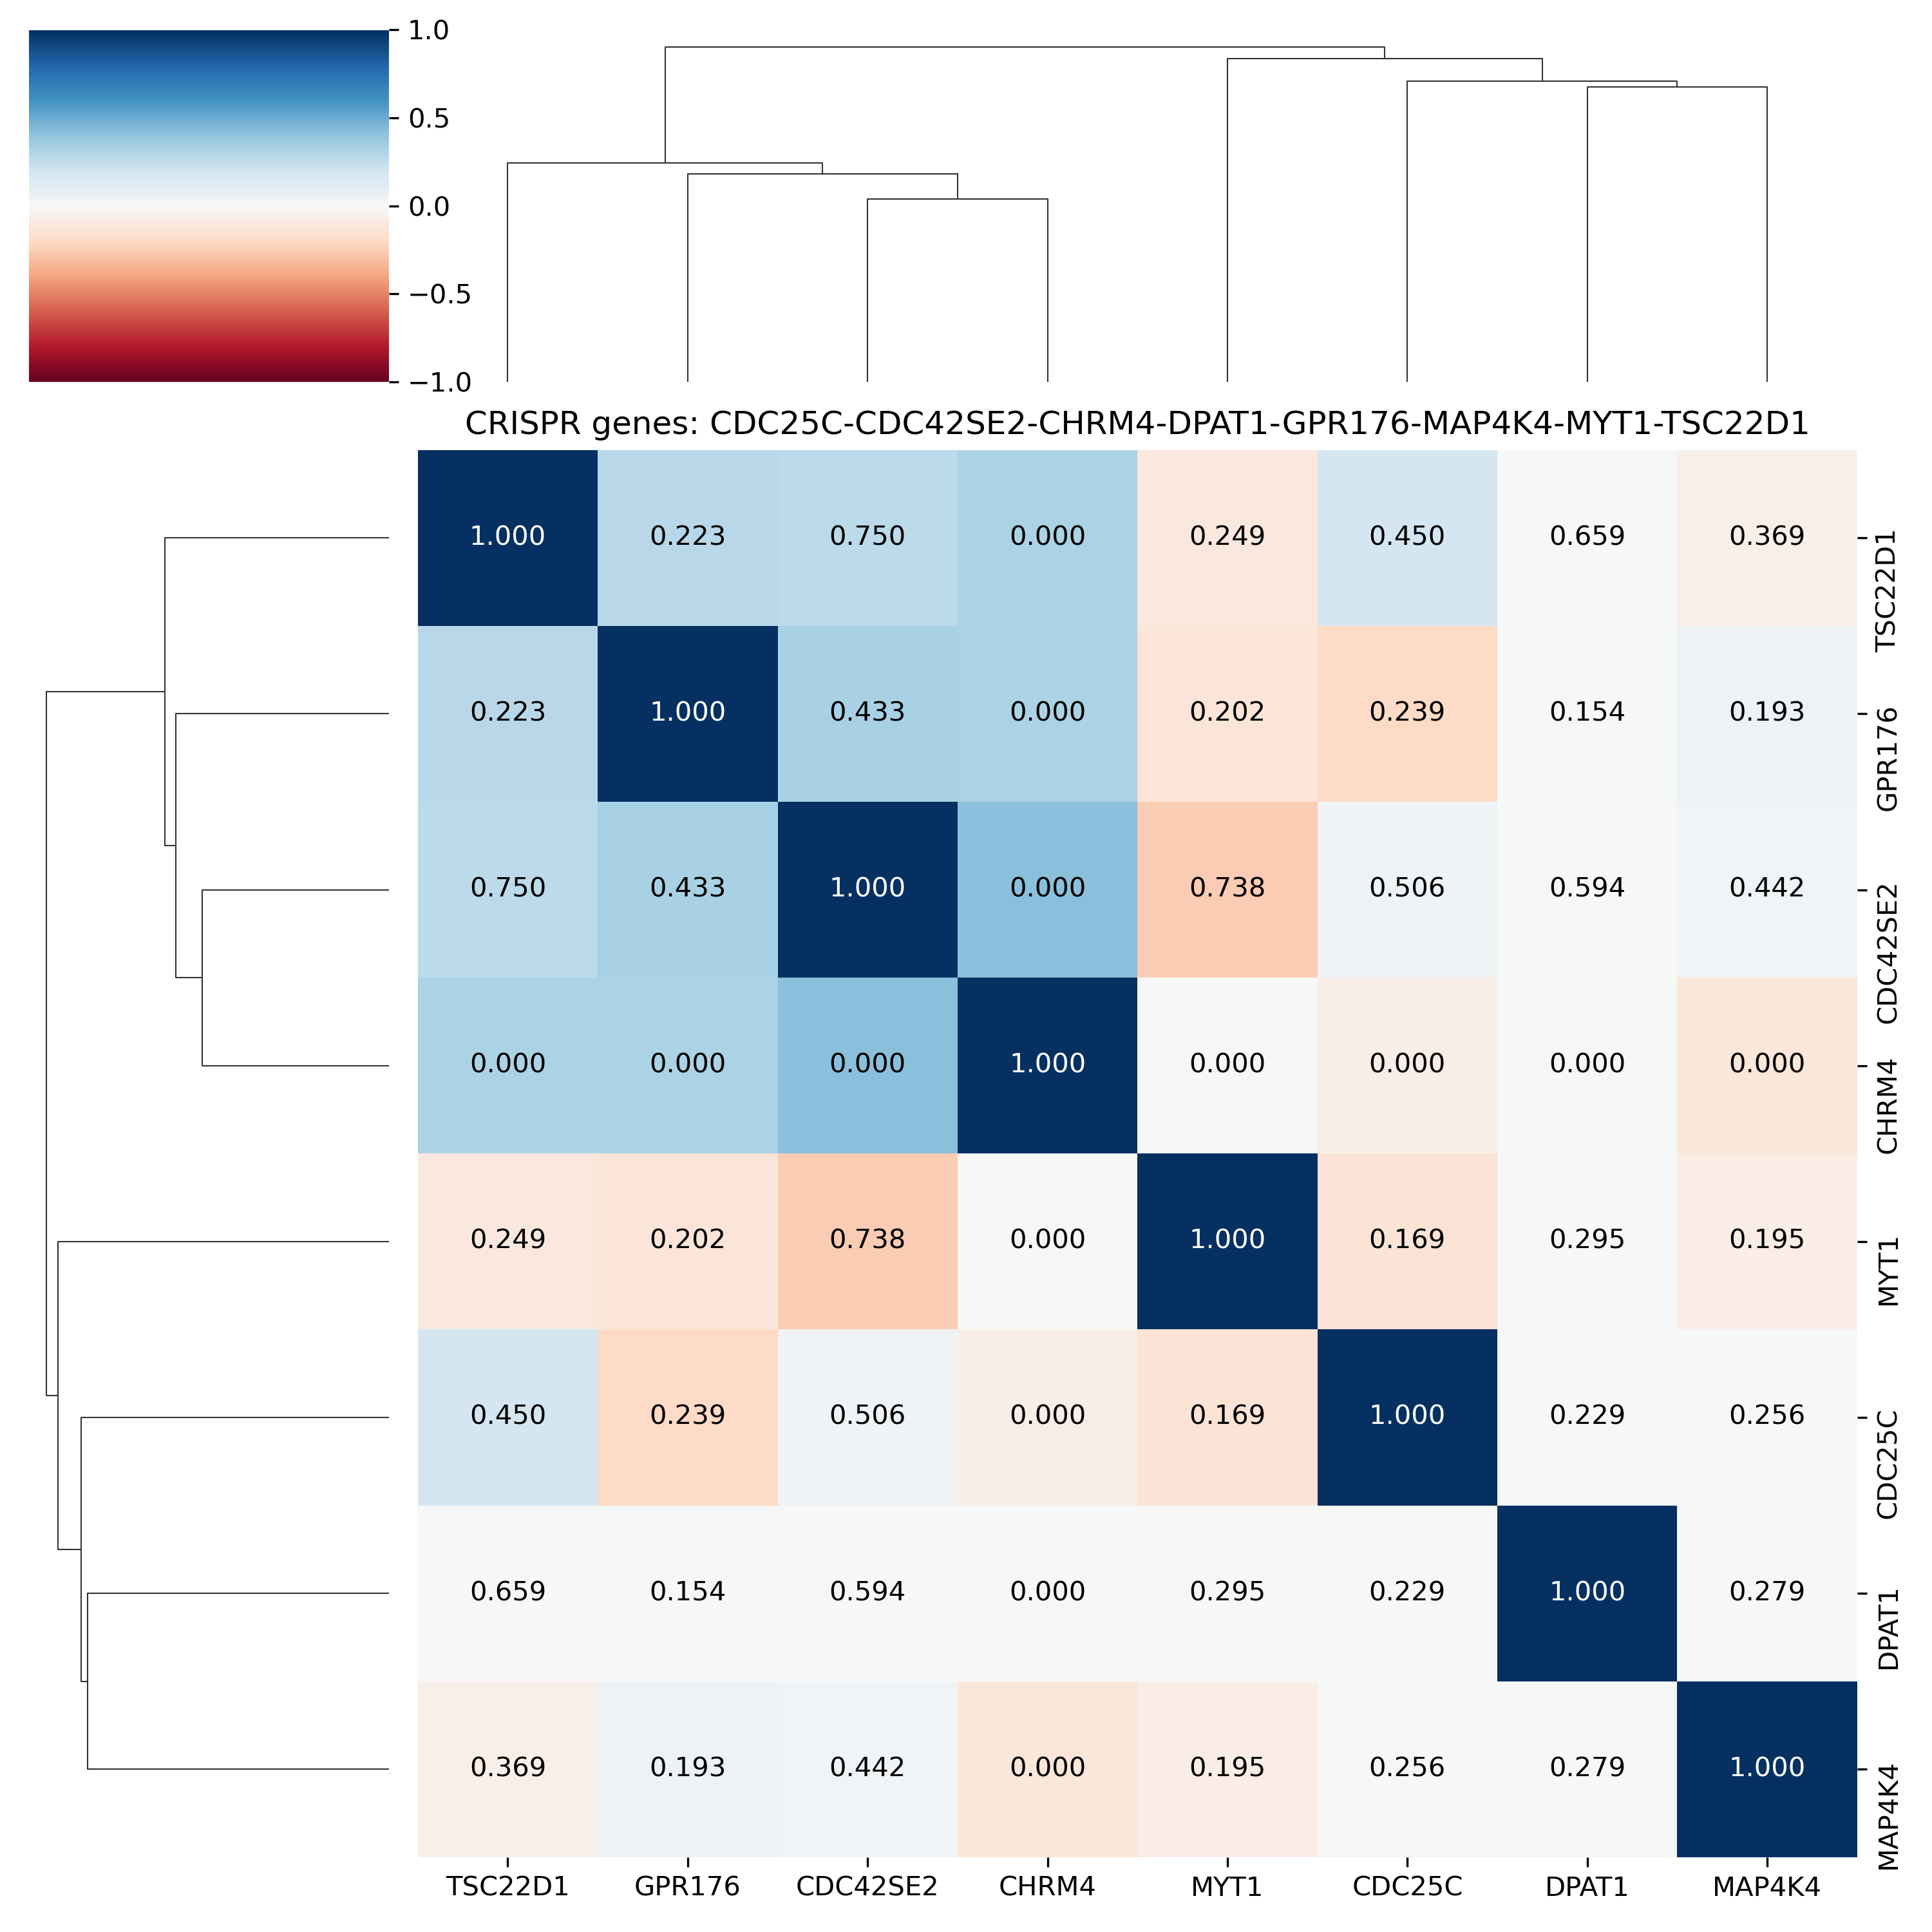 1.0
0.5
0.0
−0.5
−1.0
CRISPR genes: CDC25C-CDC42SE2-CHRM4-DPAT1-GPR176-MAP4K4-MYT1-TSC22D1
1.000 0.223 0.750 0.000 0.249 0.450 0.659 0.369 TSC22D1
0.223 1.000 0.433 0.000 0.202 0.239 0.154 0.193 GPR176
0.750 0.433 1.000 0.000 0.738 0.506 0.594 0.442 CDC42SE2
0.000 0.000 0.000 1.000 0.000 0.000 0.000 0.000 CHRM4
0.249 0.202 0.738 0.000 1.000 0.169 0.295 0.195 MYT1
0.450 0.239 0.506 0.000 0.169 1.000 0.229 0.256 CDC25C
0.659 0.154 0.594 0.000 0.295 0.229 1.000 0.279 DPAT1
0.369 0.193 0.442 0.000 0.195 0.256 0.279 1.000 MAP4K4
TSC22D1 GPR176 CDC42SE2 CHRM4 MYT1 CDC25C DPAT1 MAP4K4